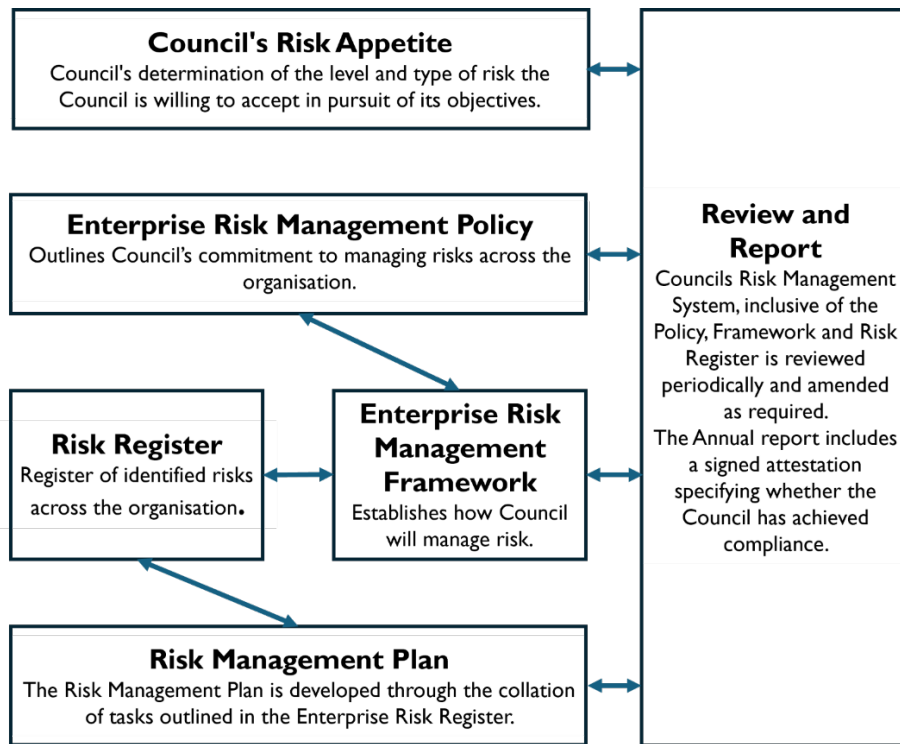 Council's Risk Appetite
Council's determination of the level and type of risk the
Council is willing to accept in pursuit of its objectives.
Enterprise Risk Management Policy
Outlines Council’s commitment to managing risks across the
organisation.
Risk Register
Register of identified risks
across the organisation.
Enterprise Risk
Management
Framework
Establishes how Council
will manage risk.
Risk Management Plan
The Risk Management Plan is developed through the collation
of tasks outlined in the Enterprise Risk Register.
Review and
Report
Councils Risk Management
System, inclusive of the
Policy, Framework and Risk
Register is reviewed
periodically and amended
as required.
The Annual report includes
a signed attestation
specifying whether the
Council has achieved
compliance.